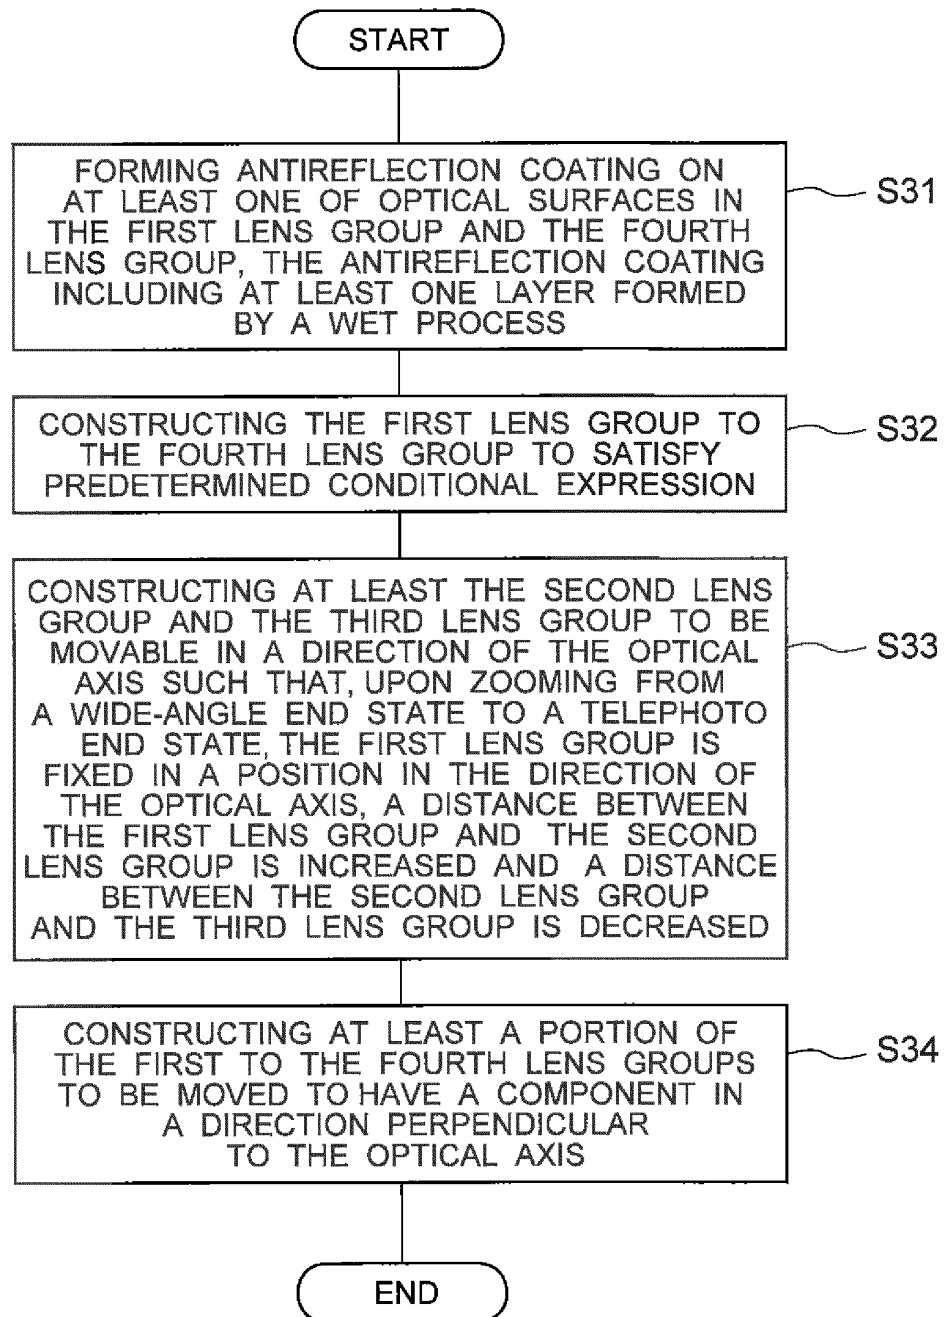 START
FORMING ANTIREFLECTION COATING ON
AT LEAST ONE OF OPTICAL SURFACES IN
THE FIRST LENS GROUP AND THE FOURTH
LENS GROUP, THE ANTIREFLECTION COATING
INCLUDING AT LEAST ONE LAYER FORMED
BY A WET PROCESS
S31
CONSTRUCTING THE FIRST LENS GROUP TO
THE FOURTH LENS GROUP TO SATISFY
PREDETERMINED CONDITIONAL EXPRESSION
S32
CONSTRUCTING AT LEAST THE SECOND LENS
GROUP AND THE THIRD LENS GROUP TO BE
MOVABLE IN A DIRECTION OF THE OPTICAL
AXIS SUCH THAT, UPON ZOOMING FROM
A WIDE-ANGLE END STATE TO A TELEPHOTO
END STATE, THE FIRST LENS GROUP IS
FIXED IN A POSITION IN THE DIRECTION OF
THE OPTICAL AXIS, A DISTANCE BETWEEN
THE FIRST LENS GROUP AND THE SECOND
LENS GROUP IS INCREASED AND A DISTANCE
BETWEEN THE SECOND LENS GROUP
AND THE THIRD LENS GROUP IS DECREASED
S33
CONSTRUCTING AT LEAST A PORTION OF
THE FIRST TO THE FOURTH LENS GROUPS
TO BE MOVED TO HAVE A COMPONENT IN
A DIRECTION PERPENDICULAR
TO THE OPTICAL AXIS
S34
END